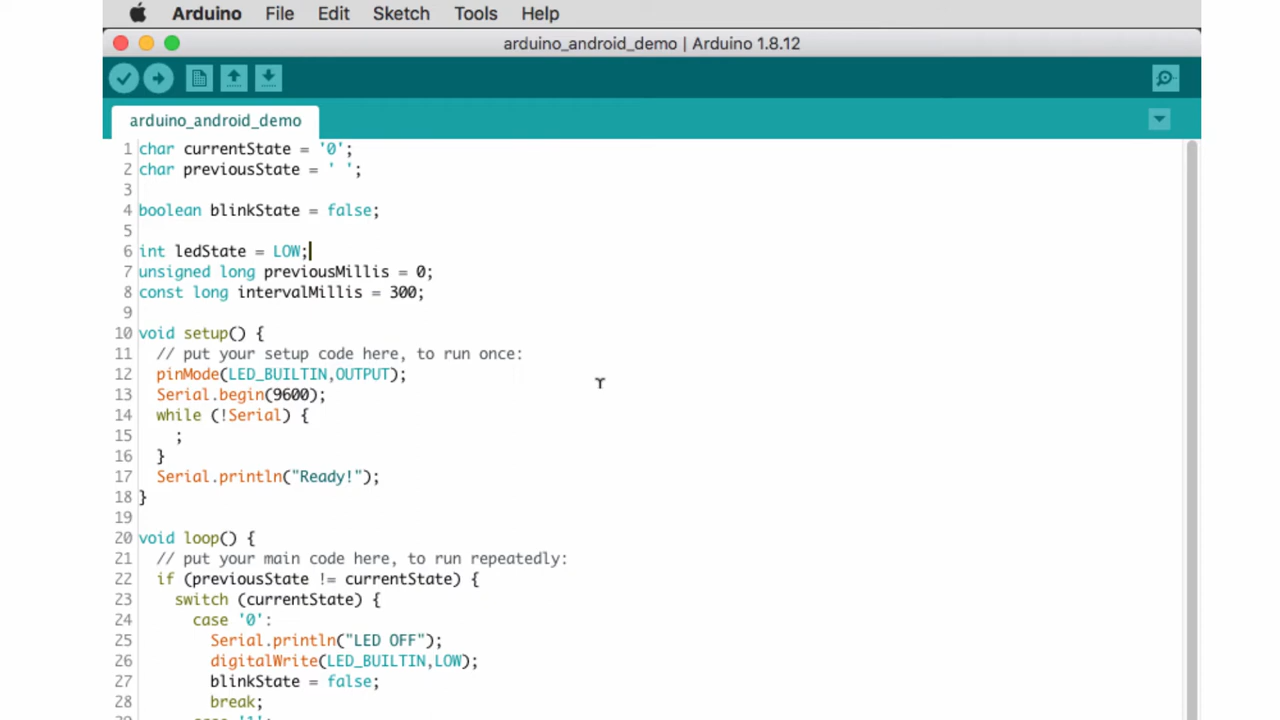 Arduino File Edit Sketch Tools Help
arduino_android_demo | Arduino 1.8.12
arduino_android_demo
1 char currentState = '0';
2 char previousState = ' ';
3
4 boolean blinkState = false;
5
6 int ledState = LOW;
7 unsigned long previousMillis = 0;
8 const long intervalMillis = 300;
9
10 void setup() {
11 // put your setup code here, to run once:
12 pinMode(LED_BUILTIN,OUTPUT);
13 Serial.begin(9600);
14 while (!Serial) {
15 ;
16 }
17 Serial.println("Ready!");
18 }
19
20 void loop() {
21 // put your main code here, to run repeatedly:
22 if (previousState != currentState) {
23 switch (currentState) {
24 case '0':
25 Serial.println("LED OFF");
26 digitalWrite(LED_BUILTIN,LOW);
27 blinkState = false;
28 break;
29 case '1':